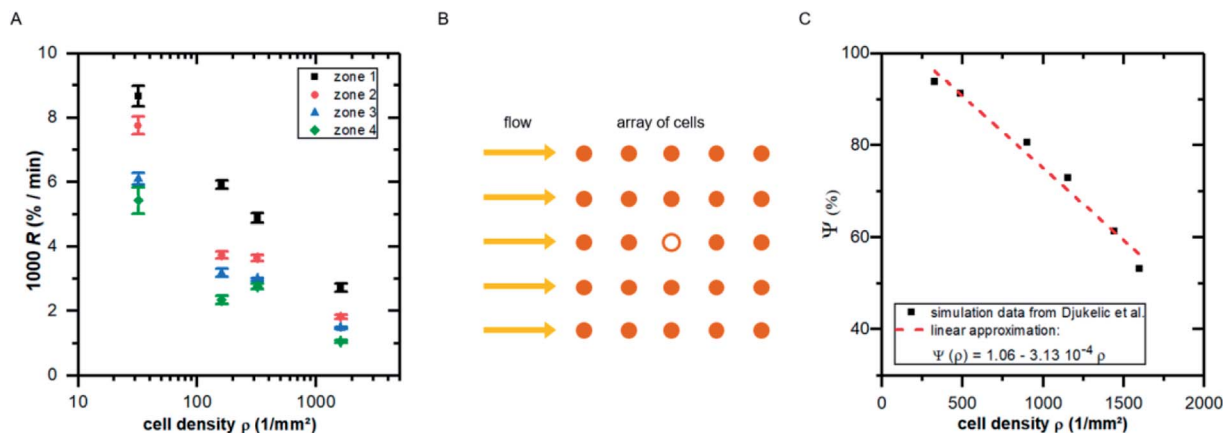 A
10
8
6
4
2
0
1000 R (% / min)
10
100
1000
cell density ρ (1/mm²)
zone 1
zone 2
zone 3
zone 4
B
flow
array of cells
C
100
80
60
40
Ψ (%)
0
500
1000
1500
2000
cell density ρ (1/mm²)
simulation data from Djukelic et al.
linear approximation:
Ψ (ρ) = 1.06 - 3.13 10⁻⁴ ρ